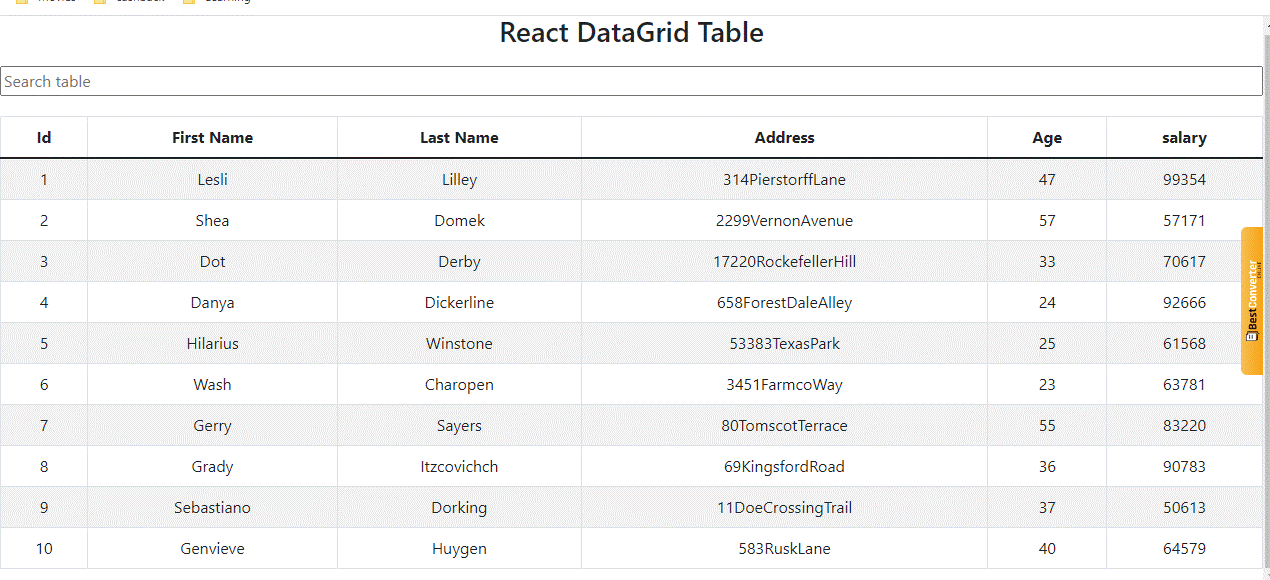 React DataGrid Table
Search table
Id First Name Last Name Address Age salary
1 Lesli Lilley 314PierstorffLane 47 99354
2 Shea Domek 2299VernonAvenue 57 57171
3 Dot Derby 17220RockefellerHill 33 70617
4 Danya Dickerline 658ForestDaleAlley 24 92666
5 Hilarius Winstone 53383TexasPark 25 61568
6 Wash Charopen 3451FarmcoWay 23 63781
7 Gerry Sayers 80TomscotTerrace 55 83220
8 Grady Itzcovichch 69KingsfordRoad 36 90783
9 Sebastiano Dorking 11DoeCrossingTrail 37 50613
10 Genvieve Huygen 583RuskLane 40 64579
BestConverter